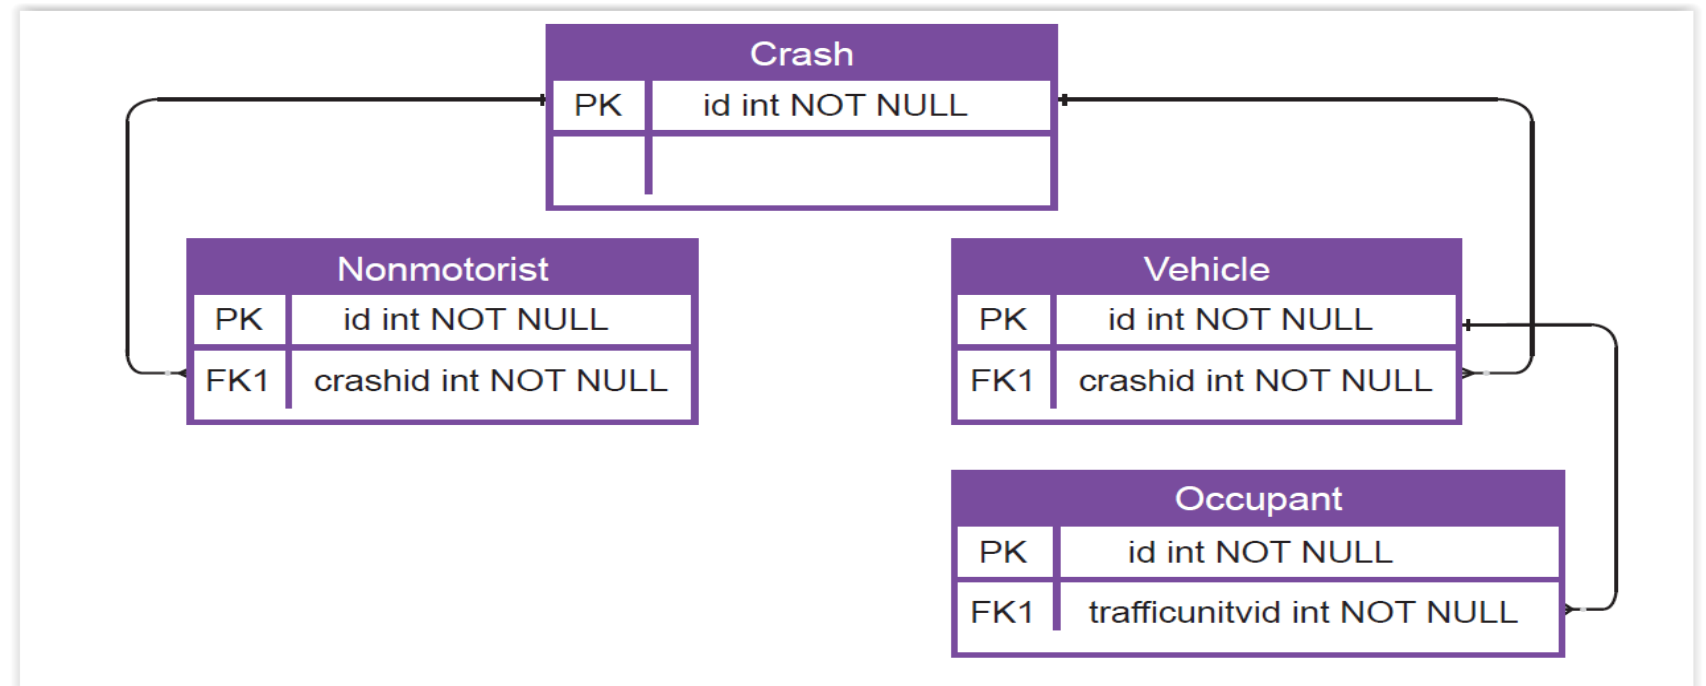 Crash
PK id int NOT NULL
Nonmotorist
PK id int NOT NULL
FK1 crashid int NOT NULL
Vehicle
PK id int NOT NULL
FK1 crashid int NOT NULL
Occupant
PK id int NOT NULL
FK1 trafficunitvid int NOT NULL